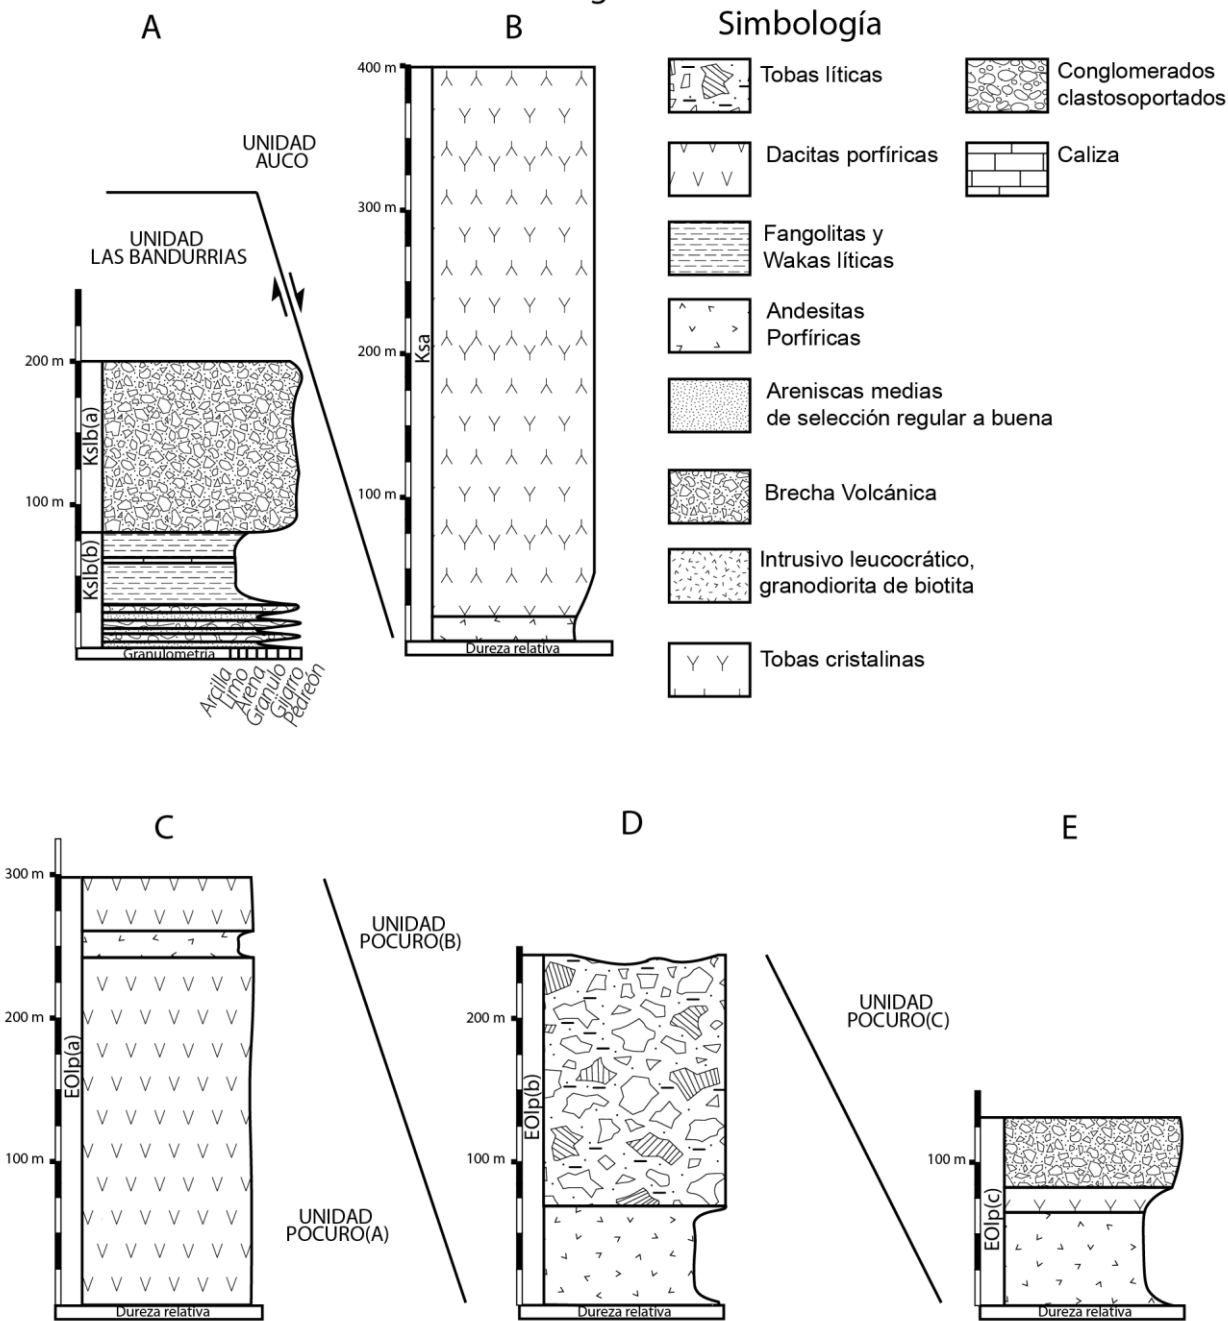 A
B
Simbología
400 m
300 m
200 m
100 m
Ksa
Dureza relativa
UNIDAD
AUCO
UNIDAD
LAS BANDURRIAS
200 m
100 m
Kslb(a)
Kslb(b)
Granulometria
Arcilla
Limo
Arena
Granulo
Gijarro
Pedreón
Tobas líticas
Dacitas porfíricas
Fangolitas y
Wakas líticas
Andesitas
Porfíricas
Areniscas medias
de selección regular a buena
Brecha Volcánica
Intrusivo leucocrático,
granodiorita de biotita
Tobas cristalinas
Conglomerados
clastosoportados
Caliza
C
D
E
300 m
200 m
100 m
EOlp(a)
Dureza relativa
UNIDAD
POCURO(B)
UNIDAD
POCURO(A)
200 m
100 m
EOlp(b)
Dureza relativa
UNIDAD
POCURO(C)
100 m
EOlp(c)
Dureza relativa